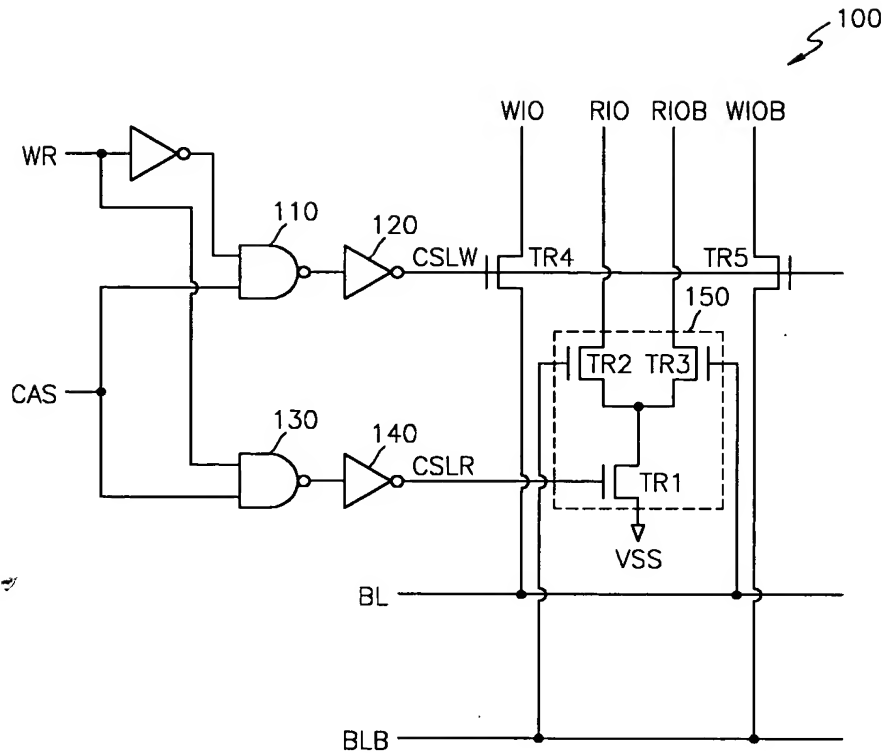 100
WIO RIO RIOB WIOB
WR
110
120
CSLW TR4 TR5
150
TR2 TR3
CAS
130
140
CSLR TR1
VSS
BL
BLB